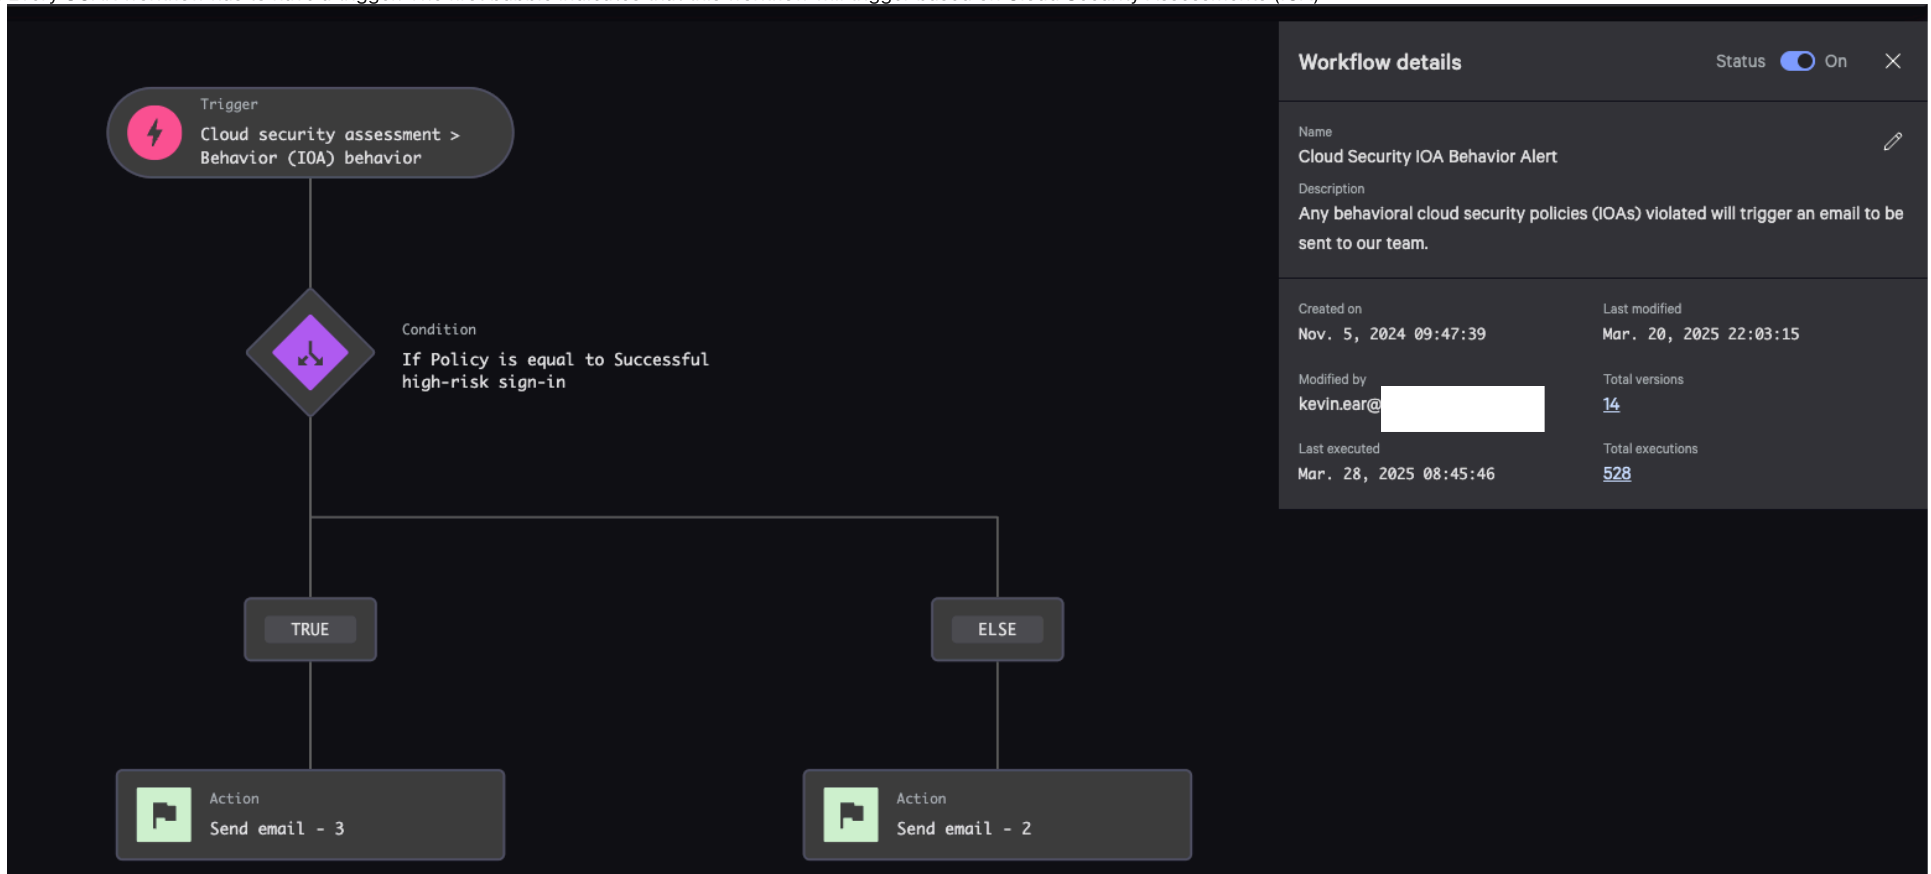 Trigger
Cloud security assessment >
Behavior (IOA) behavior
Condition
If Policy is equal to Successful
high-risk sign-in
TRUE
ELSE
Action
Send email - 3
Action
Send email - 2
Workflow details
Status On
Name
Cloud Security IOA Behavior Alert
Description
Any behavioral cloud security policies (IOAs) violated will trigger an email to be
sent to our team.
Created on
Nov. 5, 2024 09:47:39
Last modified
Mar. 20, 2025 22:03:15
Modified by
kevin.ear@
Total versions
14
Last executed
Mar. 28, 2025 08:45:46
Total executions
528